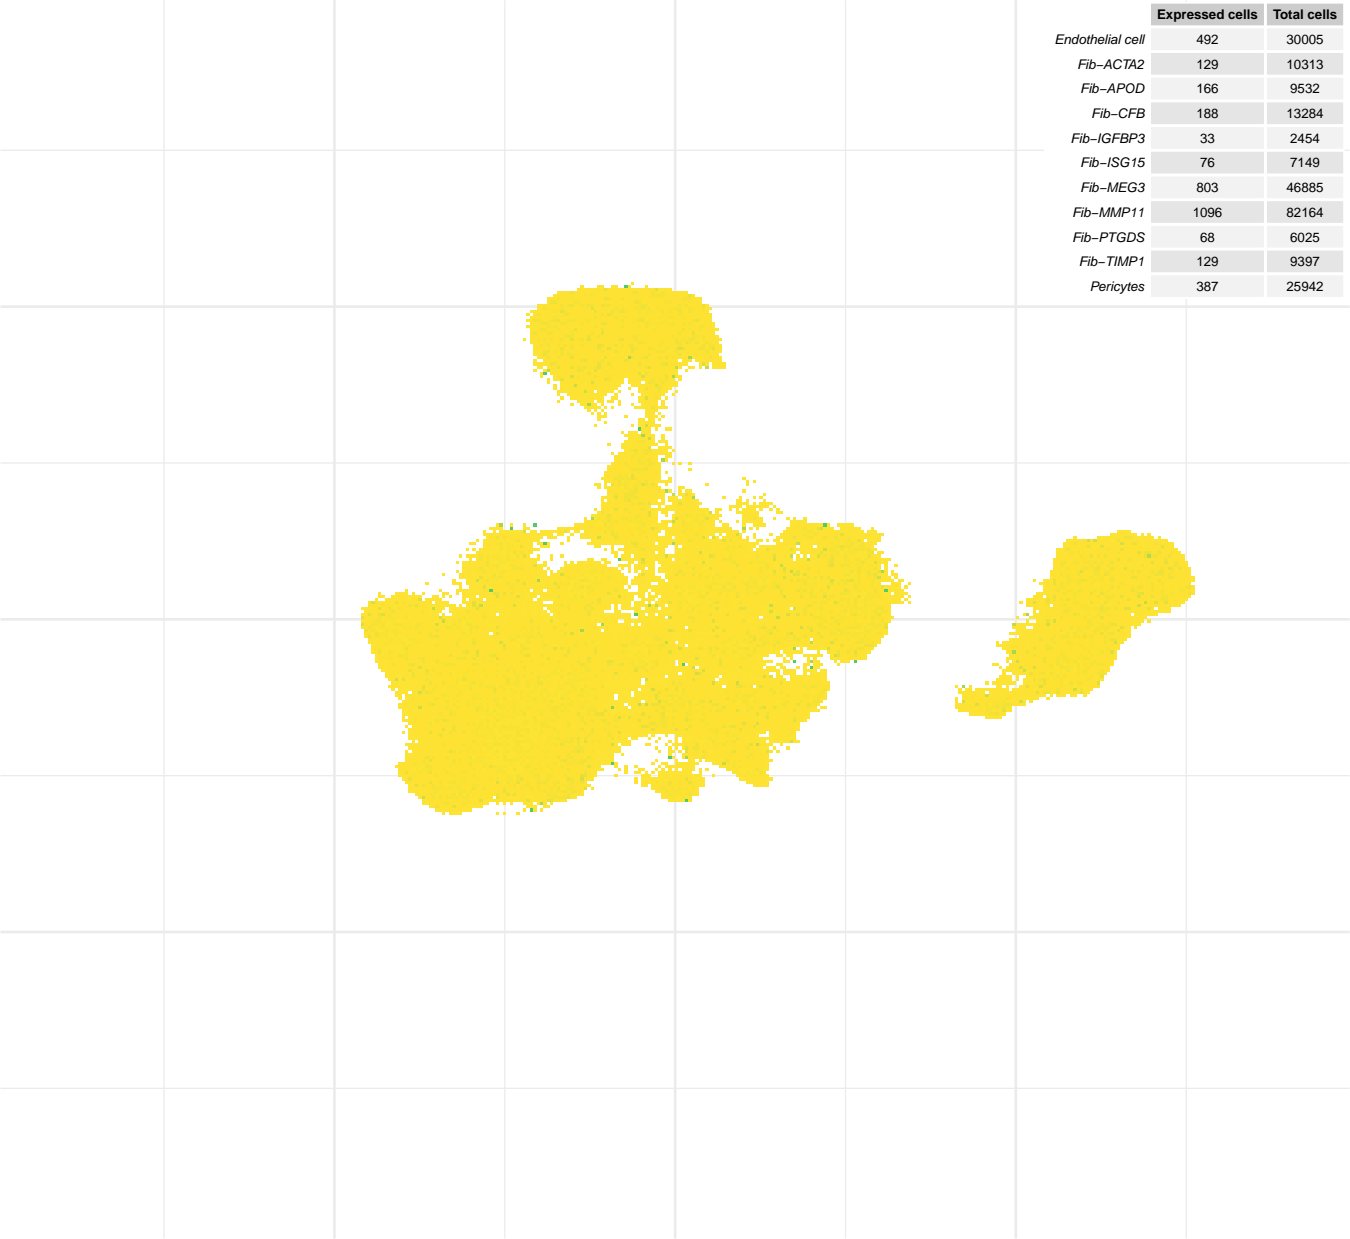 Expressed cells Total cells
Endothelial cell 492 30005
Fib−ACTA2 129 10313
Fib−APOD 166 9532
Fib−CFB 188 13284
Fib−IGFBP3 33 2454
Fib−ISG15 76 7149
Fib−MEG3 803 46885
Fib−MMP11 1096 82164
Fib−PTGDS 68 6025
Fib−TIMP1 129 9397
Pericytes 387 25942